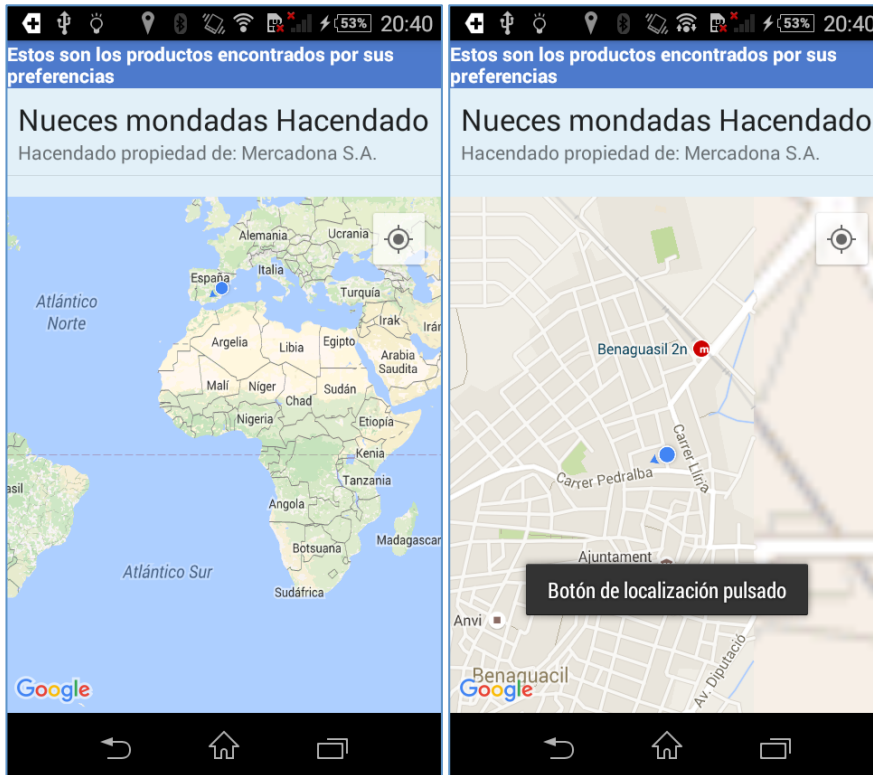 53% 20:40
Estos son los productos encontrados por sus
preferencias
Nueces mondadas Hacendado
Hacendado propiedad de: Mercadona S.A.
Alemania
Ucrania
España
Italia
Turquía
Atlántico
Norte
Irak
Irán
Argelia
Libia
Egipto
Arabia
Saudita
Malí
Níger
Chad
Sudán
Nigeria
Etiopía
Kenia
Tanzania
asil
Angola
Madagascar
Botsuana
Atlántico Sur
Sudáfrica
Google
53% 20:40
Estos son los productos encontrados por sus
preferencias
Nueces mondadas Hacendado
Hacendado propiedad de: Mercadona S.A.
Benaguasil 2n
m
Carrer Llíria
Carrer Pedralba
Ajuntament
Botón de localización pulsado
Anvi
Benaguacil
Google
Av. Diputació